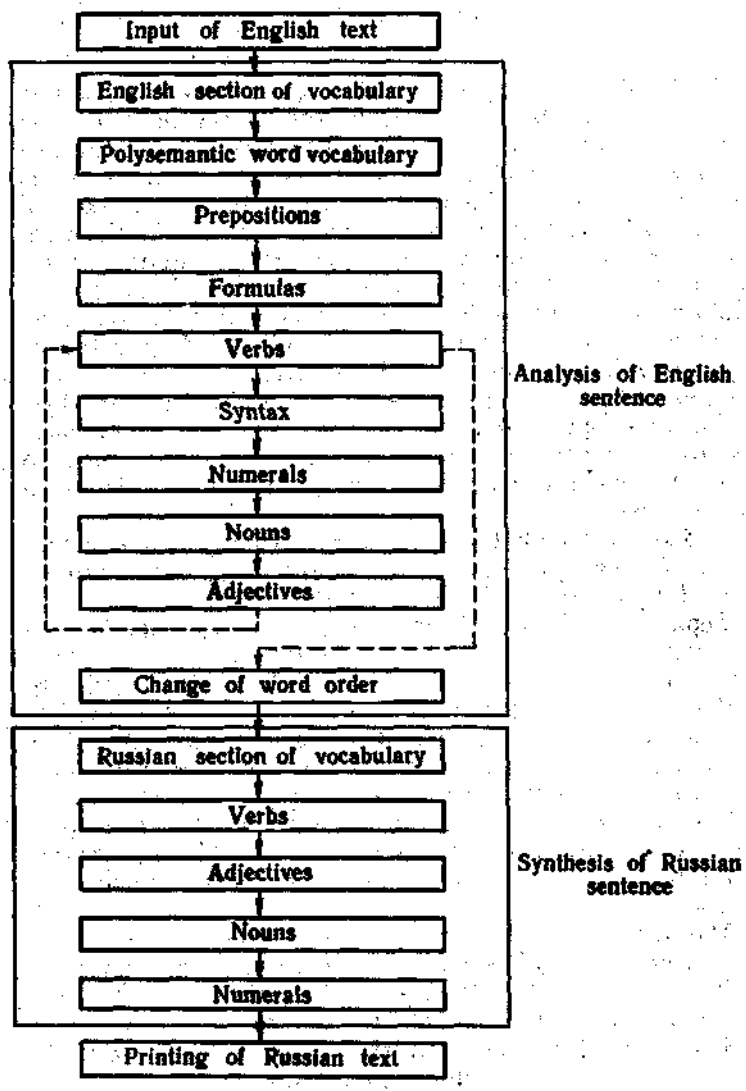 Input of English text
English section of vocabulary
Polysemantic word vocabulary
Prepositions
Formulas
Verbs
Analysis of English
sentence
Syntax
Numerals
Nouns
Adjectives
Change of word order
Russian section of vocabulary
Verbs
Adjectives
Synthesis of Russian
sentence
Nouns
Numerals
Printing of Russian text